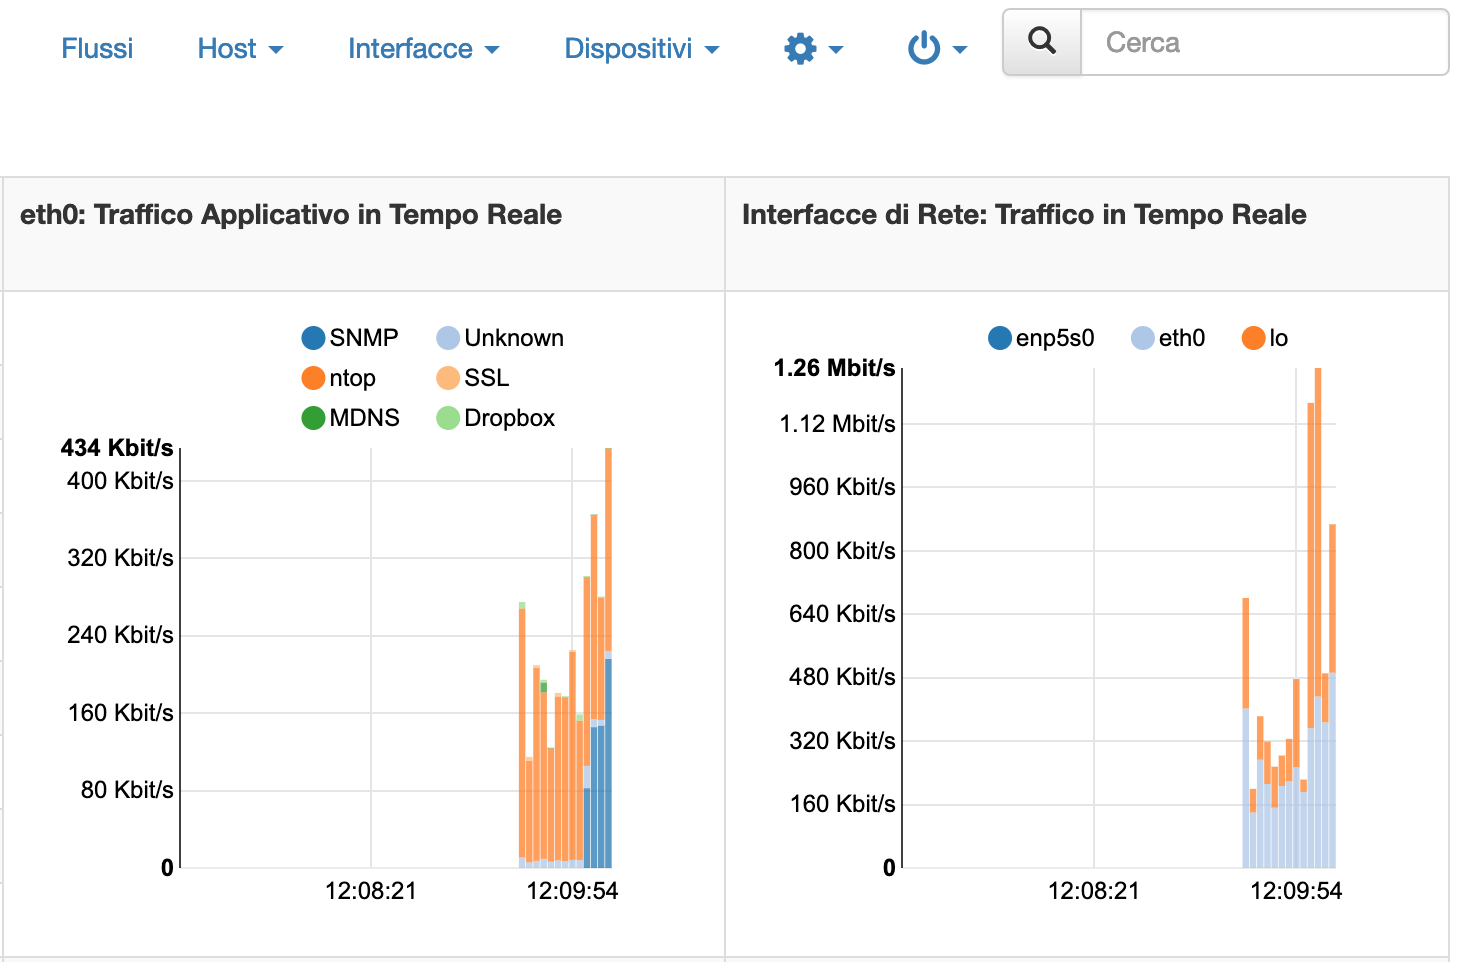 Flussi Host Interfacce Dispositivi Cerca
eth0: Traffico Applicativo in Tempo Reale
SNMP Unknown
ntop SSL
MDNS Dropbox
434 Kbit/s
400 Kbit/s
320 Kbit/s
240 Kbit/s
160 Kbit/s
80 Kbit/s
0
12:08:21 12:09:54
Interfacce di Rete: Traffico in Tempo Reale
enp5s0 eth0 lo
1.26 Mbit/s
1.12 Mbit/s
960 Kbit/s
800 Kbit/s
640 Kbit/s
480 Kbit/s
320 Kbit/s
160 Kbit/s
0
12:08:21 12:09:54